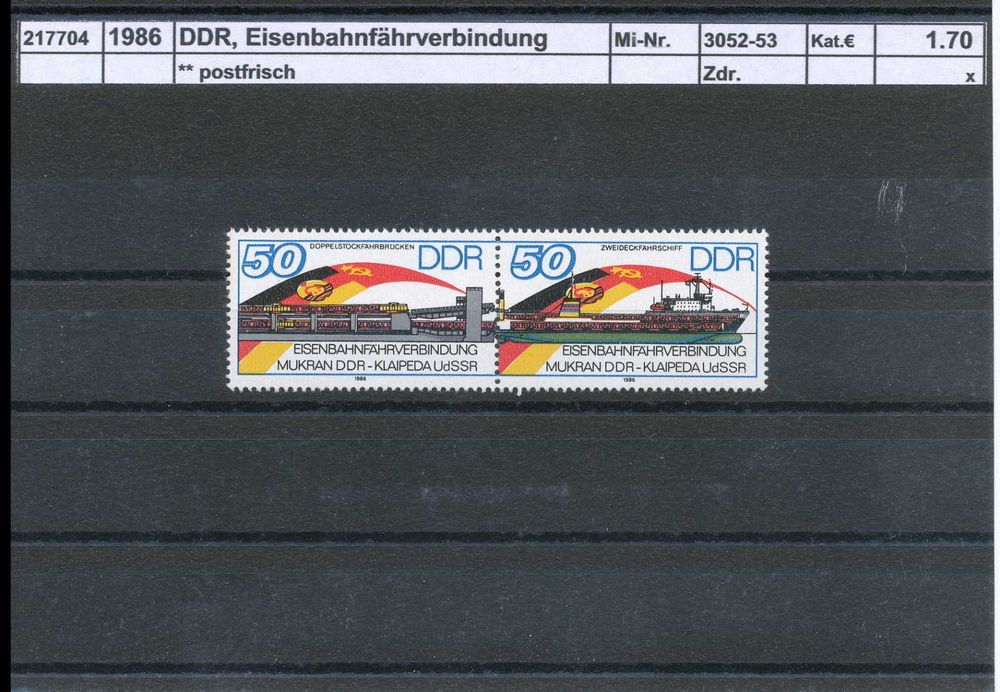 217704 1986 DDR, Eisenbahnfährverbindung Mi-Nr. 3052-53 Kat.€ 1.70
** postfrisch Zdr. x
50 DOPPELSTOCKFÄHRBRÜCKEN DDR
EISENBAHNFÄHRVERBINDUNG
MUKRAN DDR - KLAIPEDA UdSSR
1986
50 ZWEIDECKFÄHRSCHIFF DDR
EISENBAHNFÄHRVERBINDUNG
MUKRAN DDR - KLAIPEDA UdSSR
1986